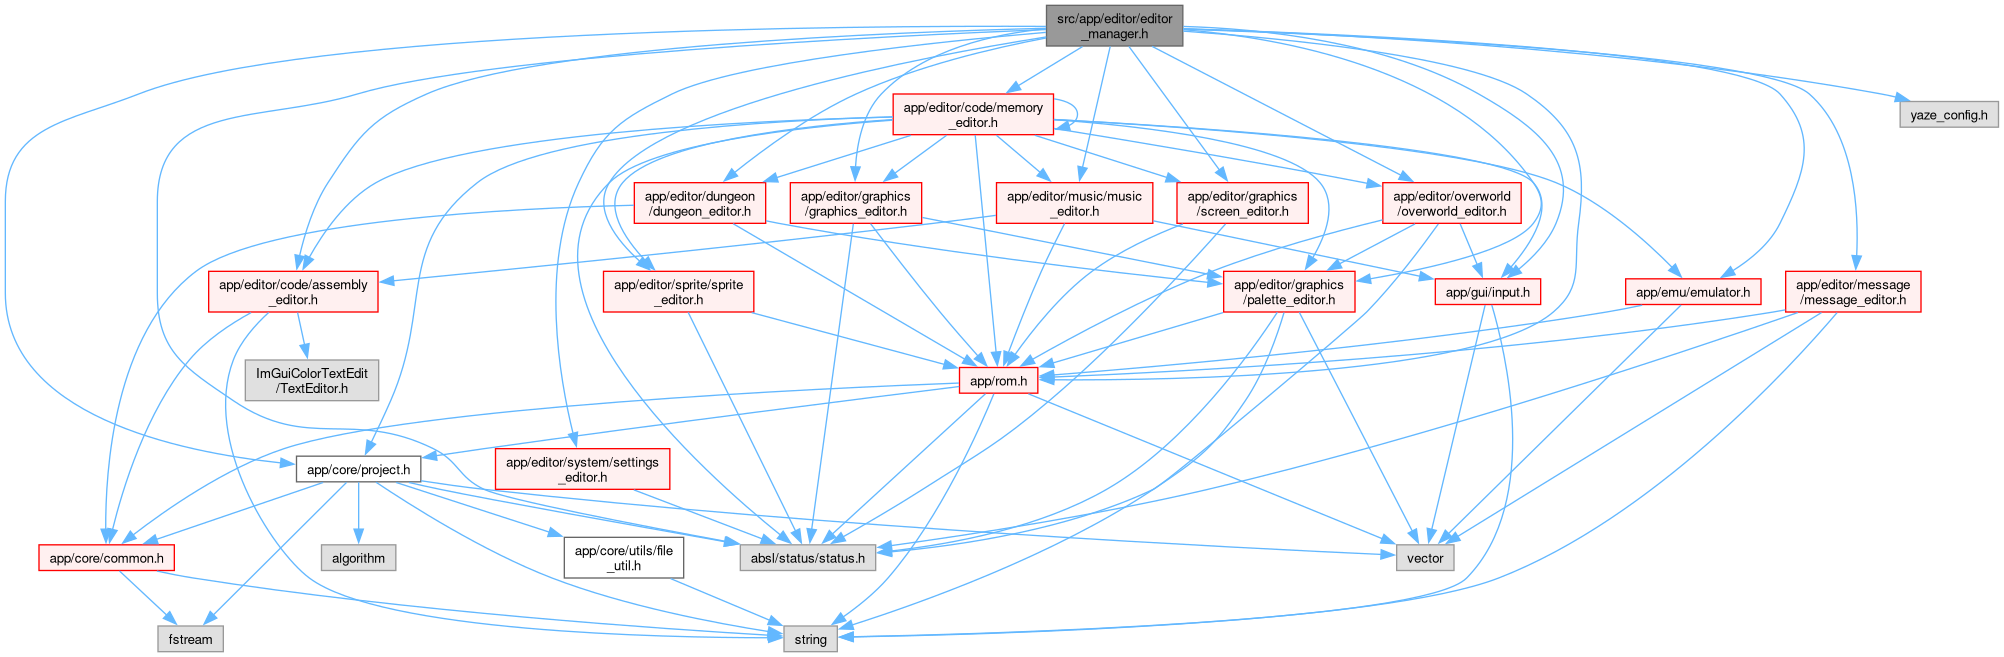 src/app/editor/editor
_manager.h
app/editor/code/memory
_editor.h
yaze_config.h
app/editor/dungeon
/dungeon_editor.h
app/editor/graphics
/graphics_editor.h
app/editor/music/music
_editor.h
app/editor/graphics
/screen_editor.h
app/editor/overworld
/overworld_editor.h
app/editor/code/assembly
_editor.h
app/editor/sprite/sprite
_editor.h
app/editor/graphics
/palette_editor.h
app/gui/input.h
app/emu/emulator.h
app/editor/message
/message_editor.h
ImGuiColorTextEdit
/TextEditor.h
app/rom.h
app/core/project.h
app/editor/system/settings
_editor.h
app/core/common.h
algorithm
app/core/utils/file
_util.h
absl/status/status.h
vector
fstream
string